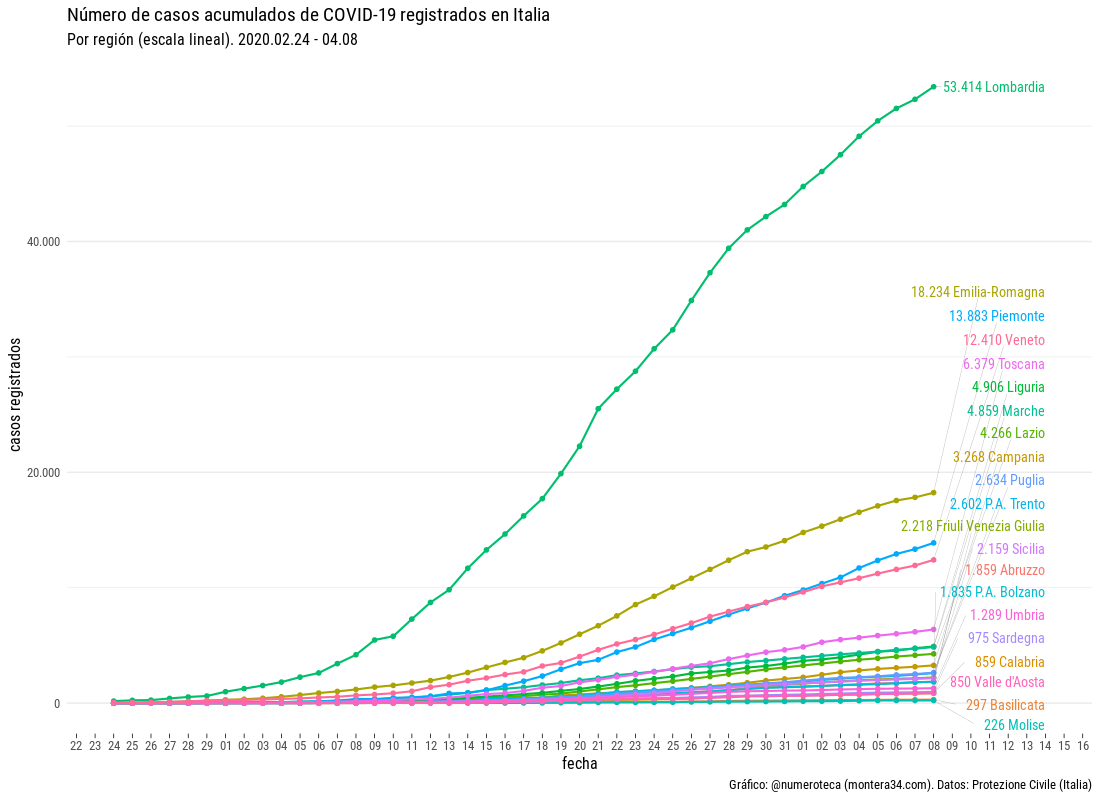 Número de casos acumulados de COVID-19 registrados en Italia
Por región (escala lineal). 2020.02.24 - 04.08
53.414 Lombardia
40.000
18.234 Emilia-Romagna
13.883 Piemonte
12.410 Veneto
6.379 Toscana
4.906 Liguria
4.859 Marche
4.266 Lazio
3.268 Campania
2.634 Puglia
2.602 P.A. Trento
2.218 Friuli Venezia Giulia
2.159 Sicilia
1.859 Abruzzo
1.835 P.A. Bolzano
1.289 Umbria
975 Sardegna
859 Calabria
850 Valle d'Aosta
297 Basilicata
226 Molise
casos registrados
20.000
0
22 23 24 25 26 27 28 29 01 02 03 04 05 06 07 08 09 10 11 12 13 14 15 16 17 18 19 20 21 22 23 24 25 26 27 28 29 30 31 01 02 03 04 05 06 07 08 09 10 11 12 13 14 15 16
fecha
Gráfico: @numeroteca (montera34.com). Datos: Protezione Civile (Italia)